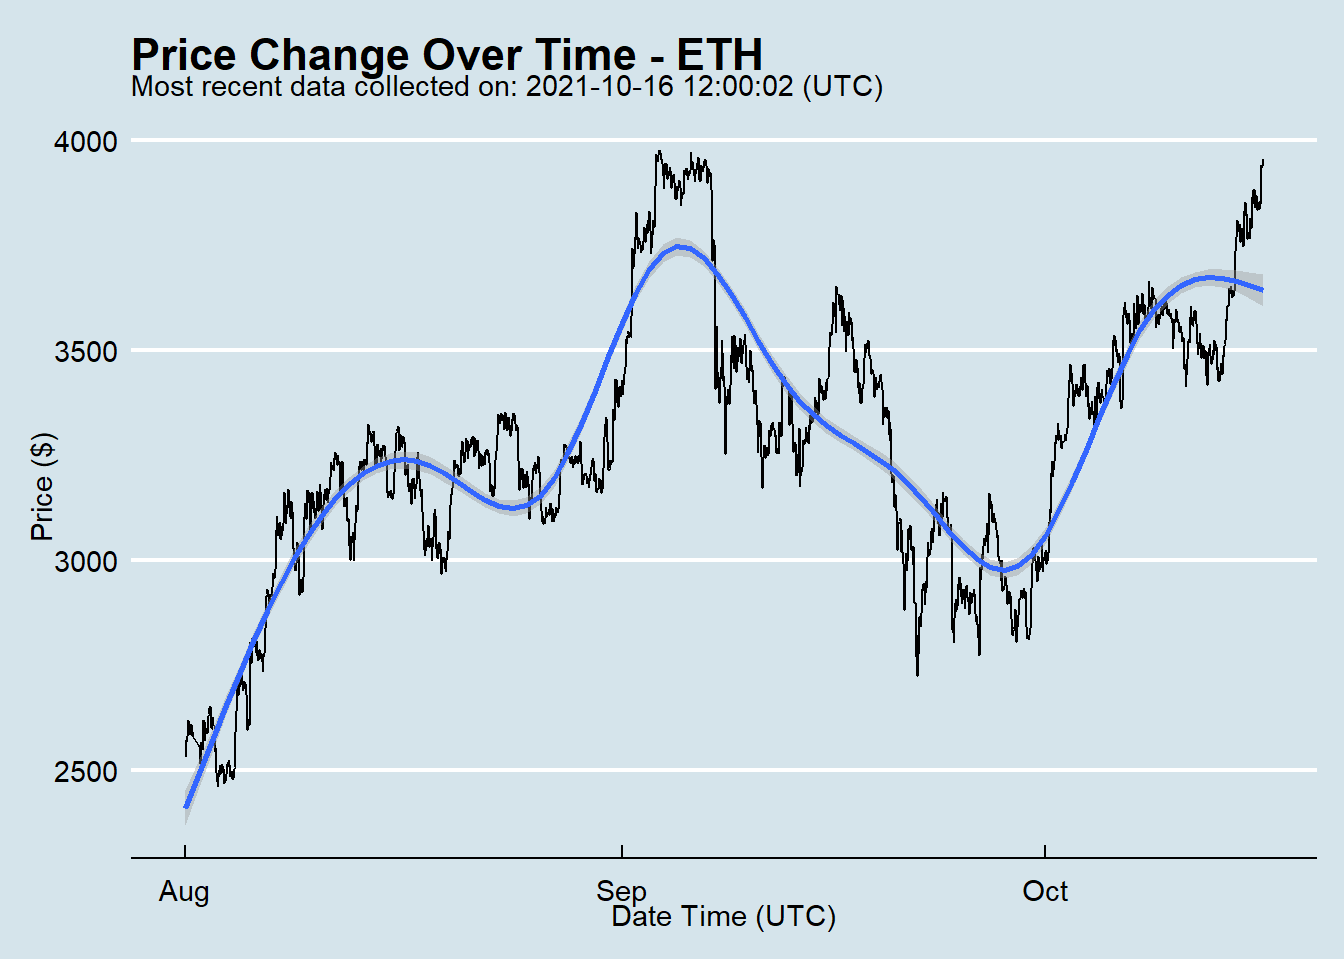 Price Change Over Time - ETH
Most recent data collected on: 2021-10-16 12:00:02 (UTC)
4000
3500
3000
2500
Price ($)
Aug Sep Oct
Date Time (UTC)